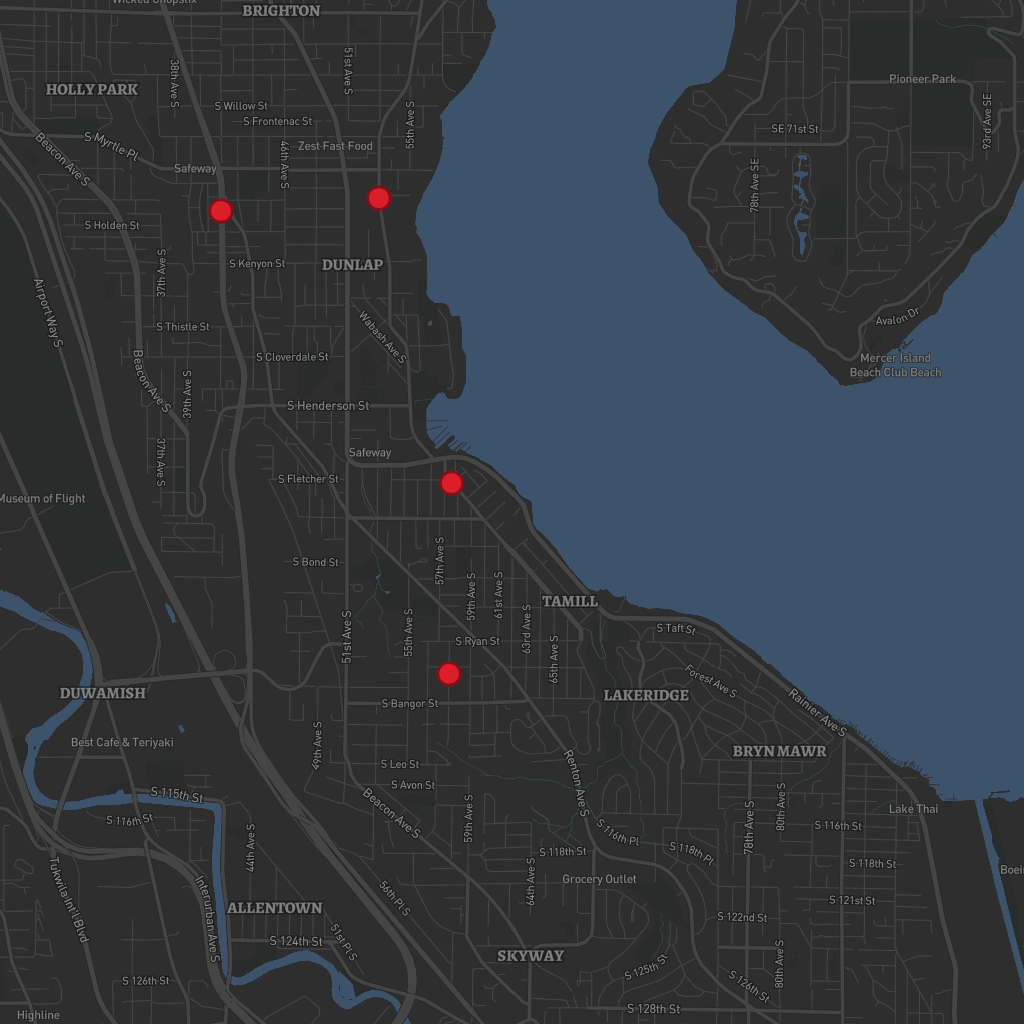 Wicked Chopstix
BRIGHTON
HOLLY PARK
38th Ave S
51st Ave S
Pioneer Park
S Willow St
S Frontenac St
55th Ave S
SE 71st St
93rd Ave SE
Beacon Ave S
S Myrtle Pl
Zest Fast Food
Safeway
46th Ave S
78th Ave SE
S Holden St
37th Ave S
S Kenyon St
DUNLAP
Airport Way S
S Thistle St
Wabash Ave S
Avalon Dr
S Cloverdale St
Mercer Island
Beach Club Beach
Beacon Ave S
39th Ave S
S Henderson St
37th Ave S
Safeway
S Fletcher St
Museum of Flight
S Bond St
57th Ave S
59th Ave S
61st Ave S
TAMILL
51st Ave S
55th Ave S
63rd Ave S
S Taft St
S Ryan St
65th Ave S
Forest Ave S
DUWAMISH
LAKERIDGE
S Bangor St
Rainier Ave S
Best Cafe & Teriyaki
49th Ave S
BRYN MAWR
S Leo St
Renton Ave S
S Avon St
S 115th St
Beacon Ave S
80th Ave S
Lake Thai
S 116th St
59th Ave S
78th Ave S
S 116th St
44th Ave S
S 116th Pl
S 118th St
S 118th Pl
S 118th St
Boei
Tukwila Int'l Blvd
Interurban Ave S
64th Ave S
Grocery Outlet
56th Pl S
S 121st St
ALLENTOWN
S 122nd St
S 124th St
51st Pl S
SKYWAY
80th Ave S
S 125th St
S 126th St
S 126th St
Highline
S 128th St